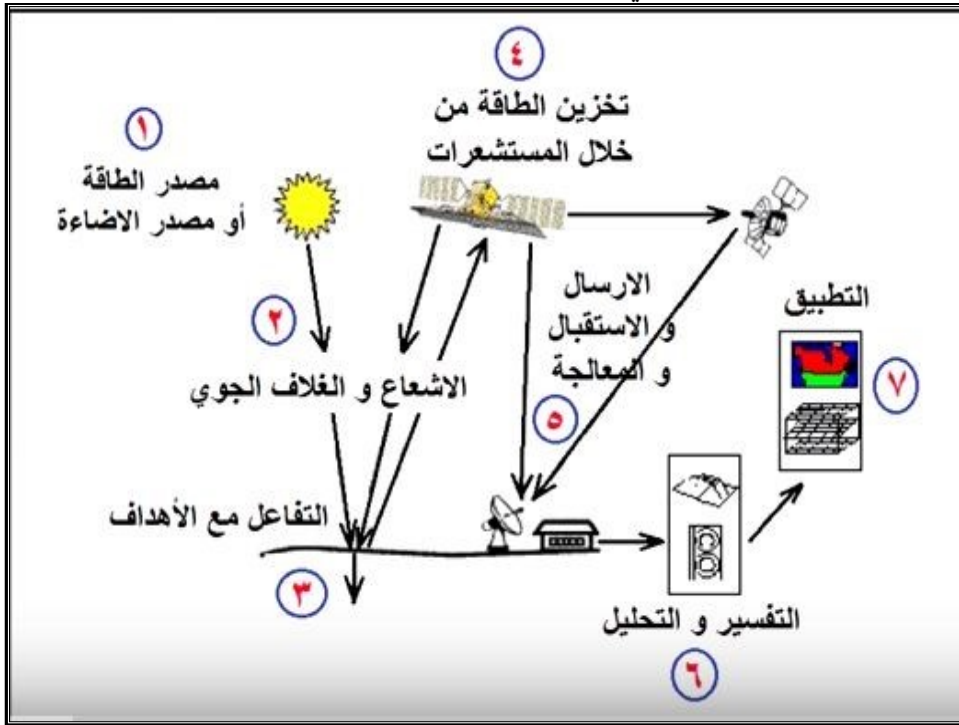 ١
مصدر الطاقة
أو مصدر الاضاءة
٢
الاشعاع و الغلاف الجوي
التفاعل مع الأهداف
٣
٤
تخزين الطاقة من
خلال المستشعرات
الارسال
و الاستقبال
و المعالجة
٥
التفسير و التحليل
٦
التطبيق
٧